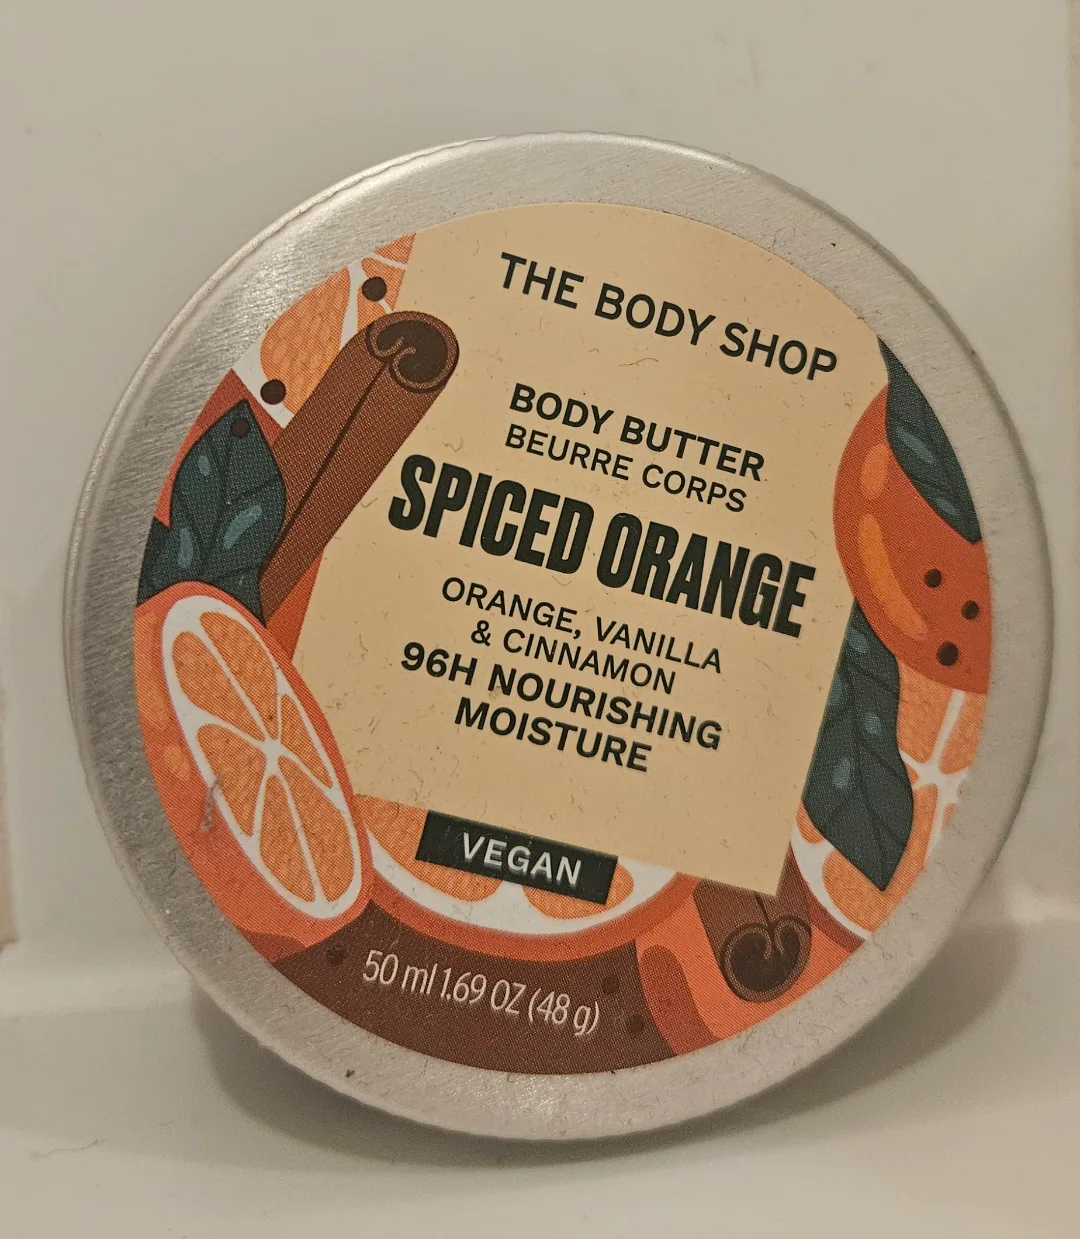 THE BODY SHOP
BODY BUTTER
BEURRE CORPS
SPICED ORANGE
ORANGE, VANILLA
& CINNAMON
96H NOURISHING
MOISTURE
VEGAN
50 ml 1.69 OZ (48 g)